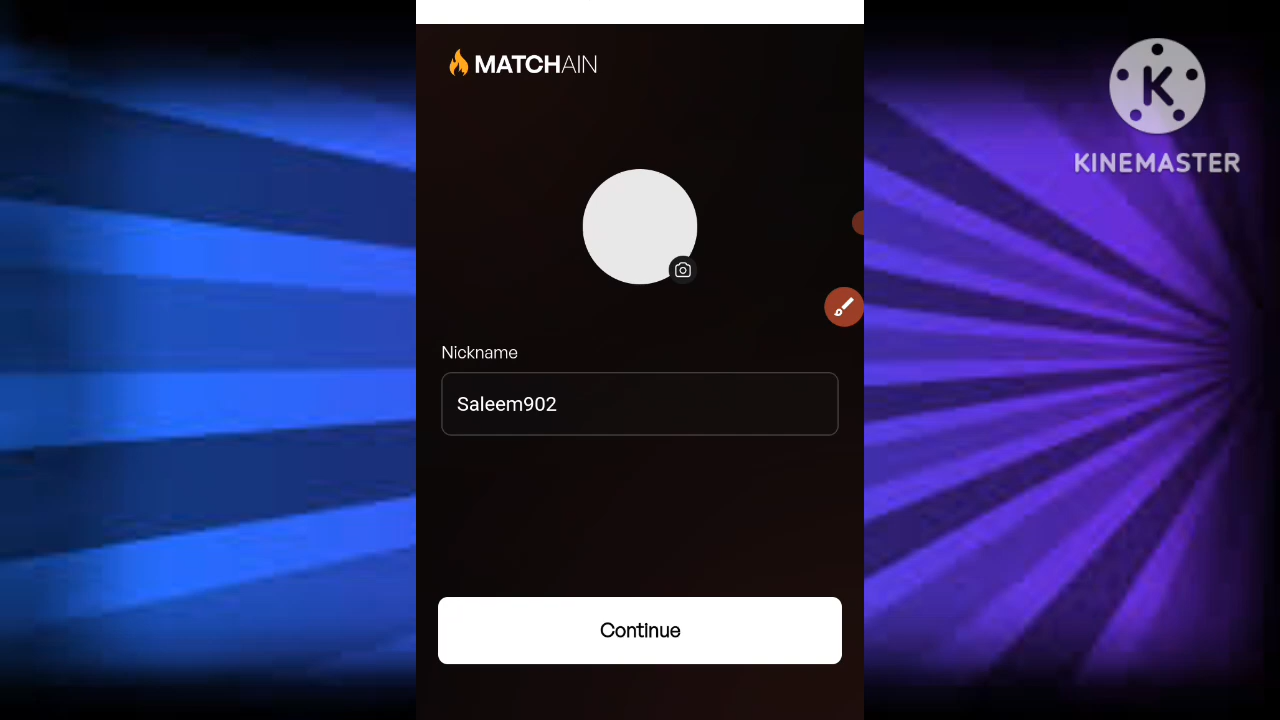 MATCHAIN
K
KINEMASTER
Nickname
Saleem902
Continue